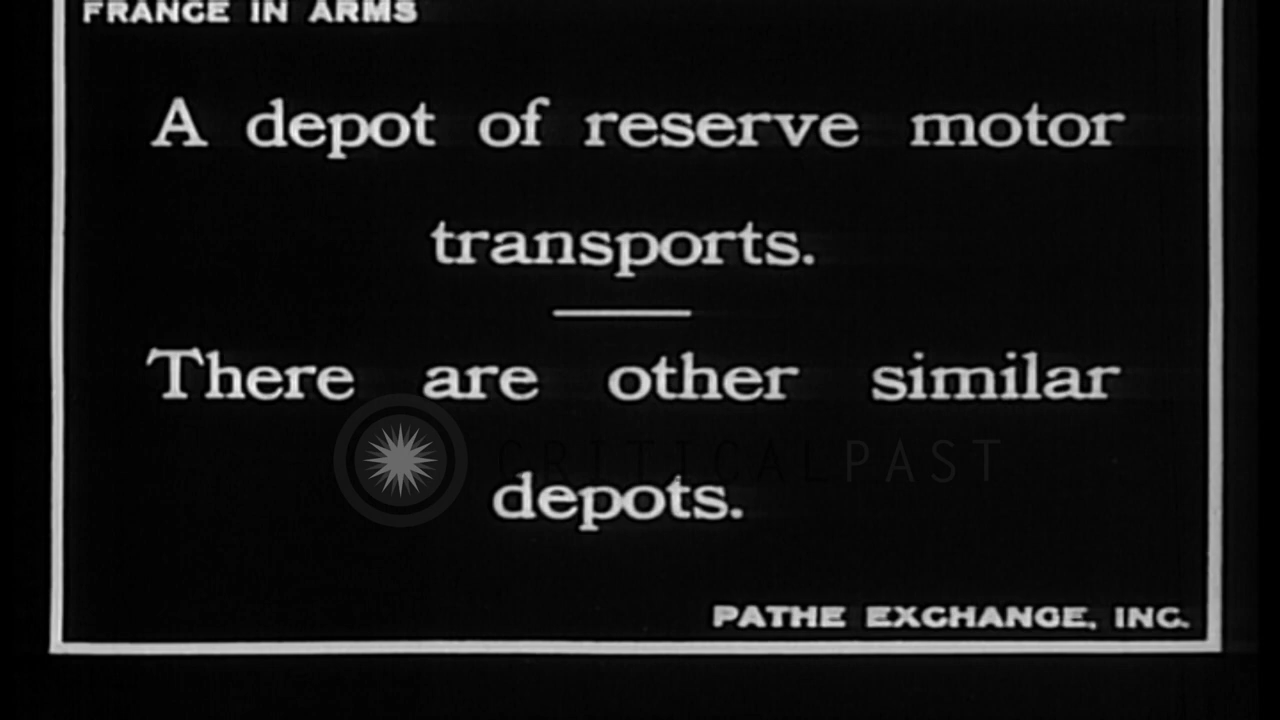 FRANCE IN ARMS
A depot of reserve motor
transports.
There are other similar
CRITICALPAST
depots.
PATHE EXCHANGE, INC.